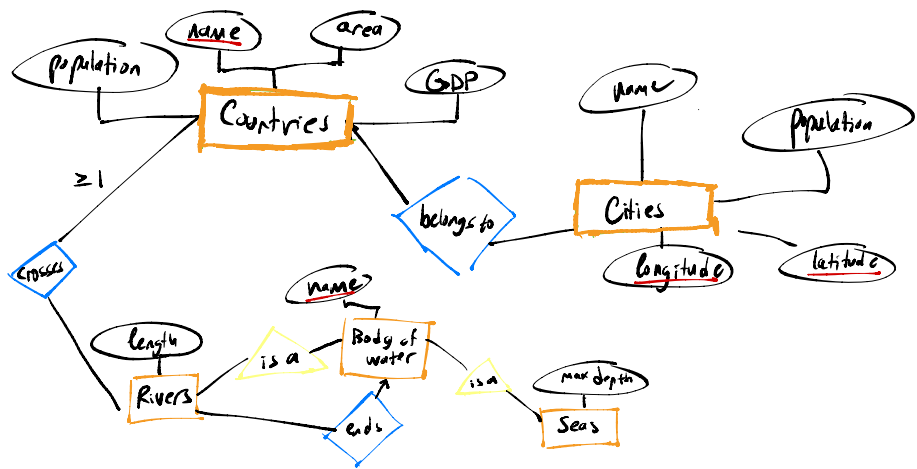 name
area
population
GDP
Countries
name
population
≥1
belongs to
Cities
crosses
longitude
latitude
name
length
is a
Body of
water
is a
max depth
Rivers
ends
Seas